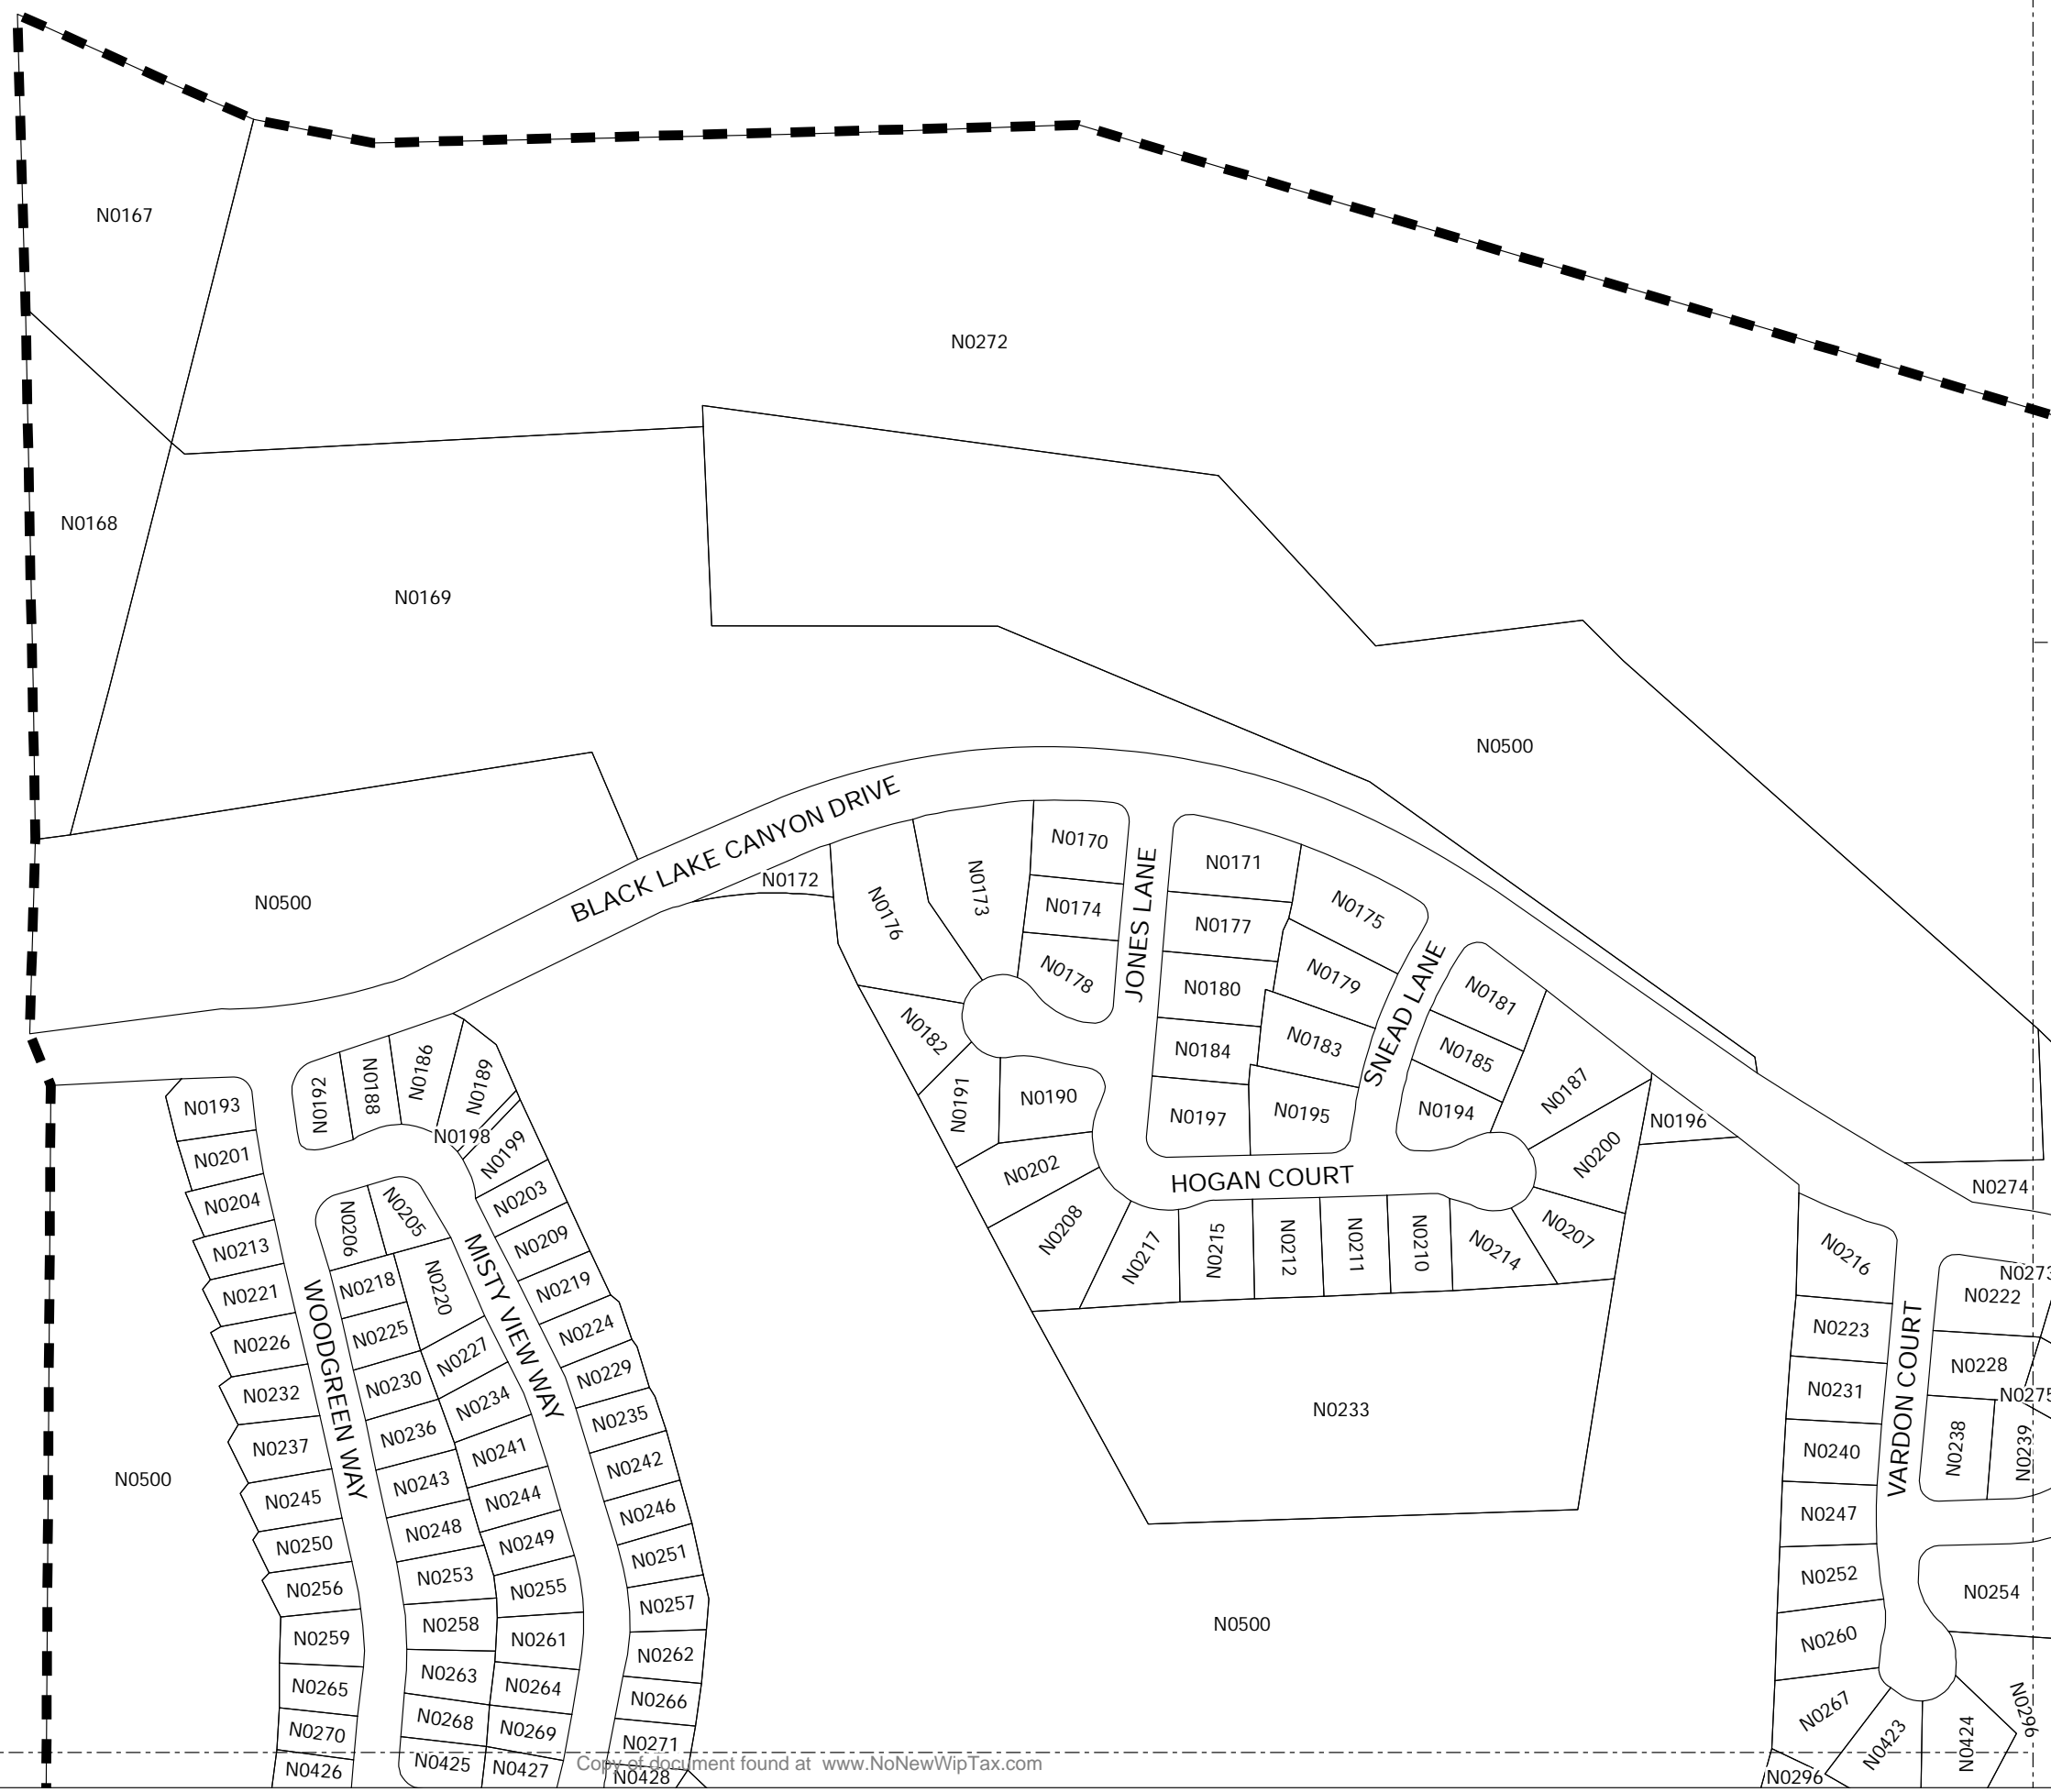 N0167
N0272
N0168
N0169
N0500
BLACK LAKE CANYON DRIVE
N0500
N0172
N0176
N0173
N0170
N0174
N0178
JONES LANE
N0171
N0177
N0180
N0184
N0197
N0175
N0179
N0183
N0195
SNEAD LANE
N0181
N0185
N0194
N0187
N0196
N0200
N0207
N0182
N0191
N0190
N0202
N0208
HOGAN COURT
N0217
N0215
N0212
N0211
N0210
N0214
N0233
N0274
N0193
N0201
N0204
N0213
N0221
N0226
N0232
N0237
N0245
N0250
N0256
N0259
N0265
N0270
N0426
N0500
WOODGREEN WAY
N0192
N0188
N0186
N0189
N0198
N0199
N0203
N0209
N0219
N0224
N0229
N0235
N0242
N0246
N0251
N0257
N0262
N0266
N0271
N0428
MISTY VIEW WAY
N0206
N0205
N0218
N0220
N0225
N0227
N0230
N0234
N0236
N0241
N0243
N0244
N0248
N0249
N0253
N0255
N0258
N0261
N0263
N0264
N0268
N0269
N0425
N0427
N0500
N0216
N0223
N0231
N0240
N0247
N0252
N0260
N0267
N0423
N0424
N0296
N0296
VARDON COURT
N0273
N0222
N0228
N0275
N0238
N0239
N0254
Copy of document found at www.NoNewWipTax.com